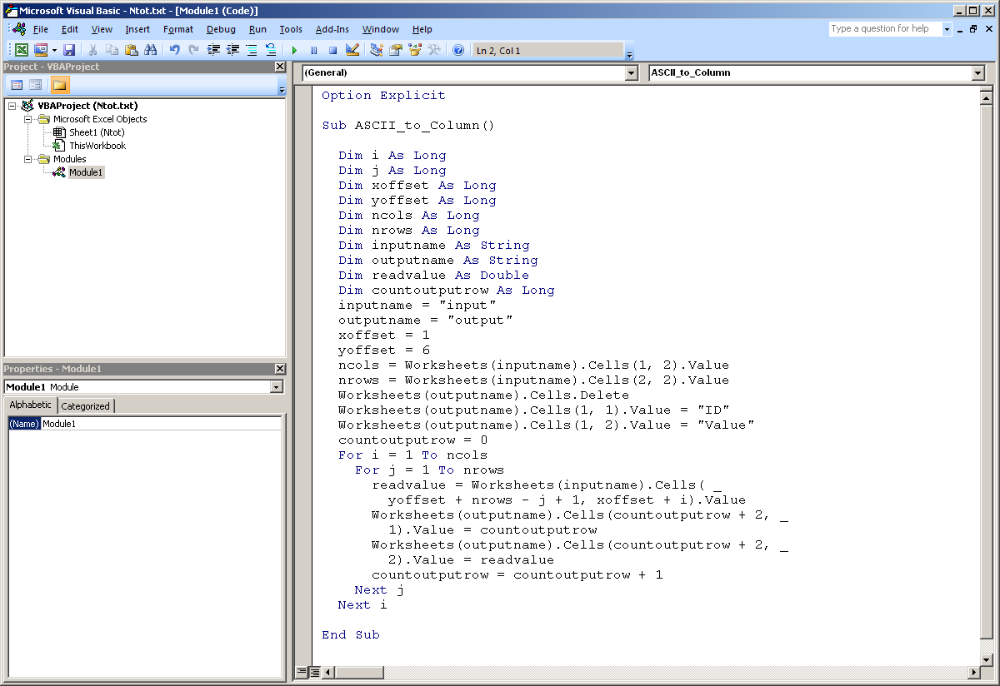 Microsoft Visual Basic - Ntot.txt - [Module1 (Code)]
File Edit View Insert Format Debug Run Tools Add-Ins Window Help
Type a question for help
Ln 2, Col 1
Project - VBAProject
VBAProject (Ntot.txt)
Microsoft Excel Objects
Sheet1 (Ntot)
ThisWorkbook
Modules
Module1
Properties - Module1
Module1 Module
Alphabetic Categorized
(Name) Module1
(General) ASCII_to_Column
Option Explicit
Sub ASCII_to_Column()
Dim i As Long
Dim j As Long
Dim xoffset As Long
Dim yoffset As Long
Dim ncols As Long
Dim nrows As Long
Dim inputname As String
Dim outputname As String
Dim readvalue As Double
Dim countoutputrow As Long
inputname = "input"
outputname = "output"
xoffset = 1
yoffset = 6
ncols = Worksheets(inputname).Cells(1, 2).Value
nrows = Worksheets(inputname).Cells(2, 2).Value
Worksheets(outputname).Cells.Delete
Worksheets(outputname).Cells(1, 1).Value = "ID"
Worksheets(outputname).Cells(1, 2).Value = "Value"
countoutputrow = 0
For i = 1 To ncols
For j = 1 To nrows
readvalue = Worksheets(inputname).Cells( _
yoffset + nrows - j + 1, xoffset + i).Value
Worksheets(outputname).Cells(countoutputrow + 2, _
1).Value = countoutputrow
Worksheets(outputname).Cells(countoutputrow + 2, _
2).Value = readvalue
countoutputrow = countoutputrow + 1
Next j
Next i
End Sub